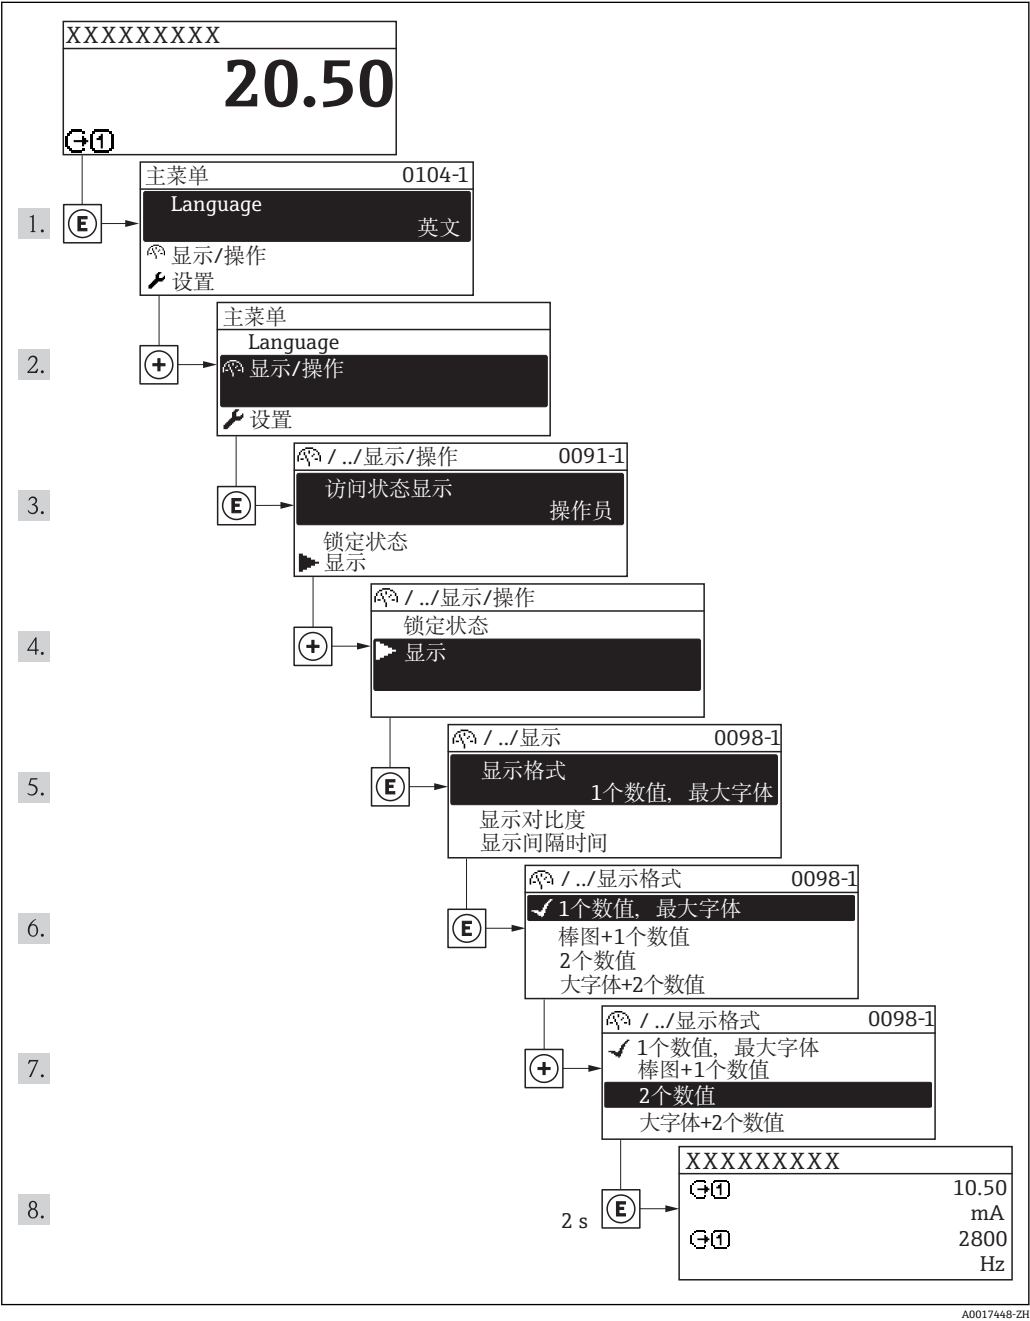 XXXXXXXXX
20.50
1
主菜单 0104-1
Language
英文
显示/操作
设置
1. E
主菜单
Language
显示/操作
设置
2. +
/ ../显示/操作 0091-1
访问状态显示
操作员
锁定状态
显示
3. E
/ ../显示/操作
锁定状态
显示
4. +
/ ../显示 0098-1
显示格式
1个数值，最大字体
显示对比度
显示间隔时间
5. E
/ ../显示格式 0098-1
1个数值，最大字体
棒图+1个数值
2个数值
大字体+2个数值
6. E
/ ../显示格式 0098-1
1个数值，最大字体
棒图+1个数值
2个数值
大字体+2个数值
7. +
XXXXXXXXX
1 10.50
mA
1 2800
Hz
8. 2 s E
A0017448-ZH